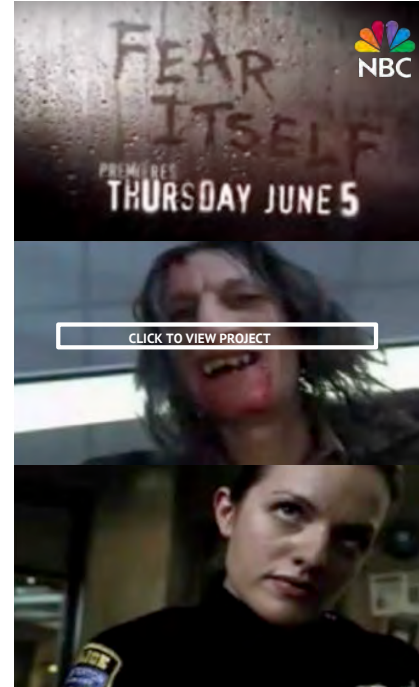 NBC
FEAR
ITSELF
PREMIERES
THURSDAY JUNE 5
CLICK TO VIEW PROJECT